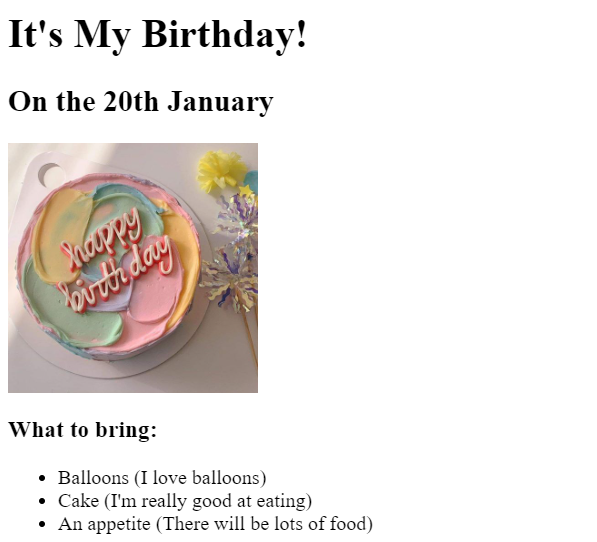 It's My Birthday!
On the 20th January
happy
birthday
What to bring:
Balloons (I love balloons)
Cake (I'm really good at eating)
An appetite (There will be lots of food)